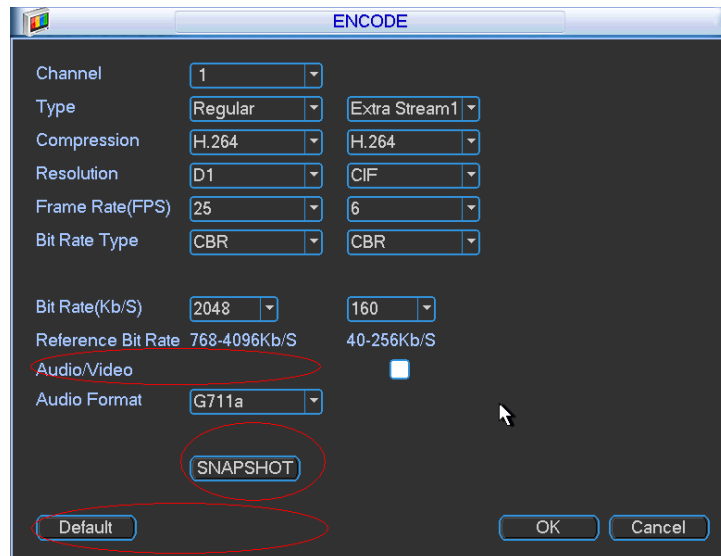 ENCODE
Channel 1
Type Regular Extra Stream1
Compression H.264 H.264
Resolution D1 CIF
Frame Rate(FPS) 25 6
Bit Rate Type CBR CBR
Bit Rate(Kb/S) 2048 160
Reference Bit Rate 768-4096Kb/S 40-256Kb/S
Audio/Video
Audio Format G711a
SNAPSHOT
Default OK Cancel